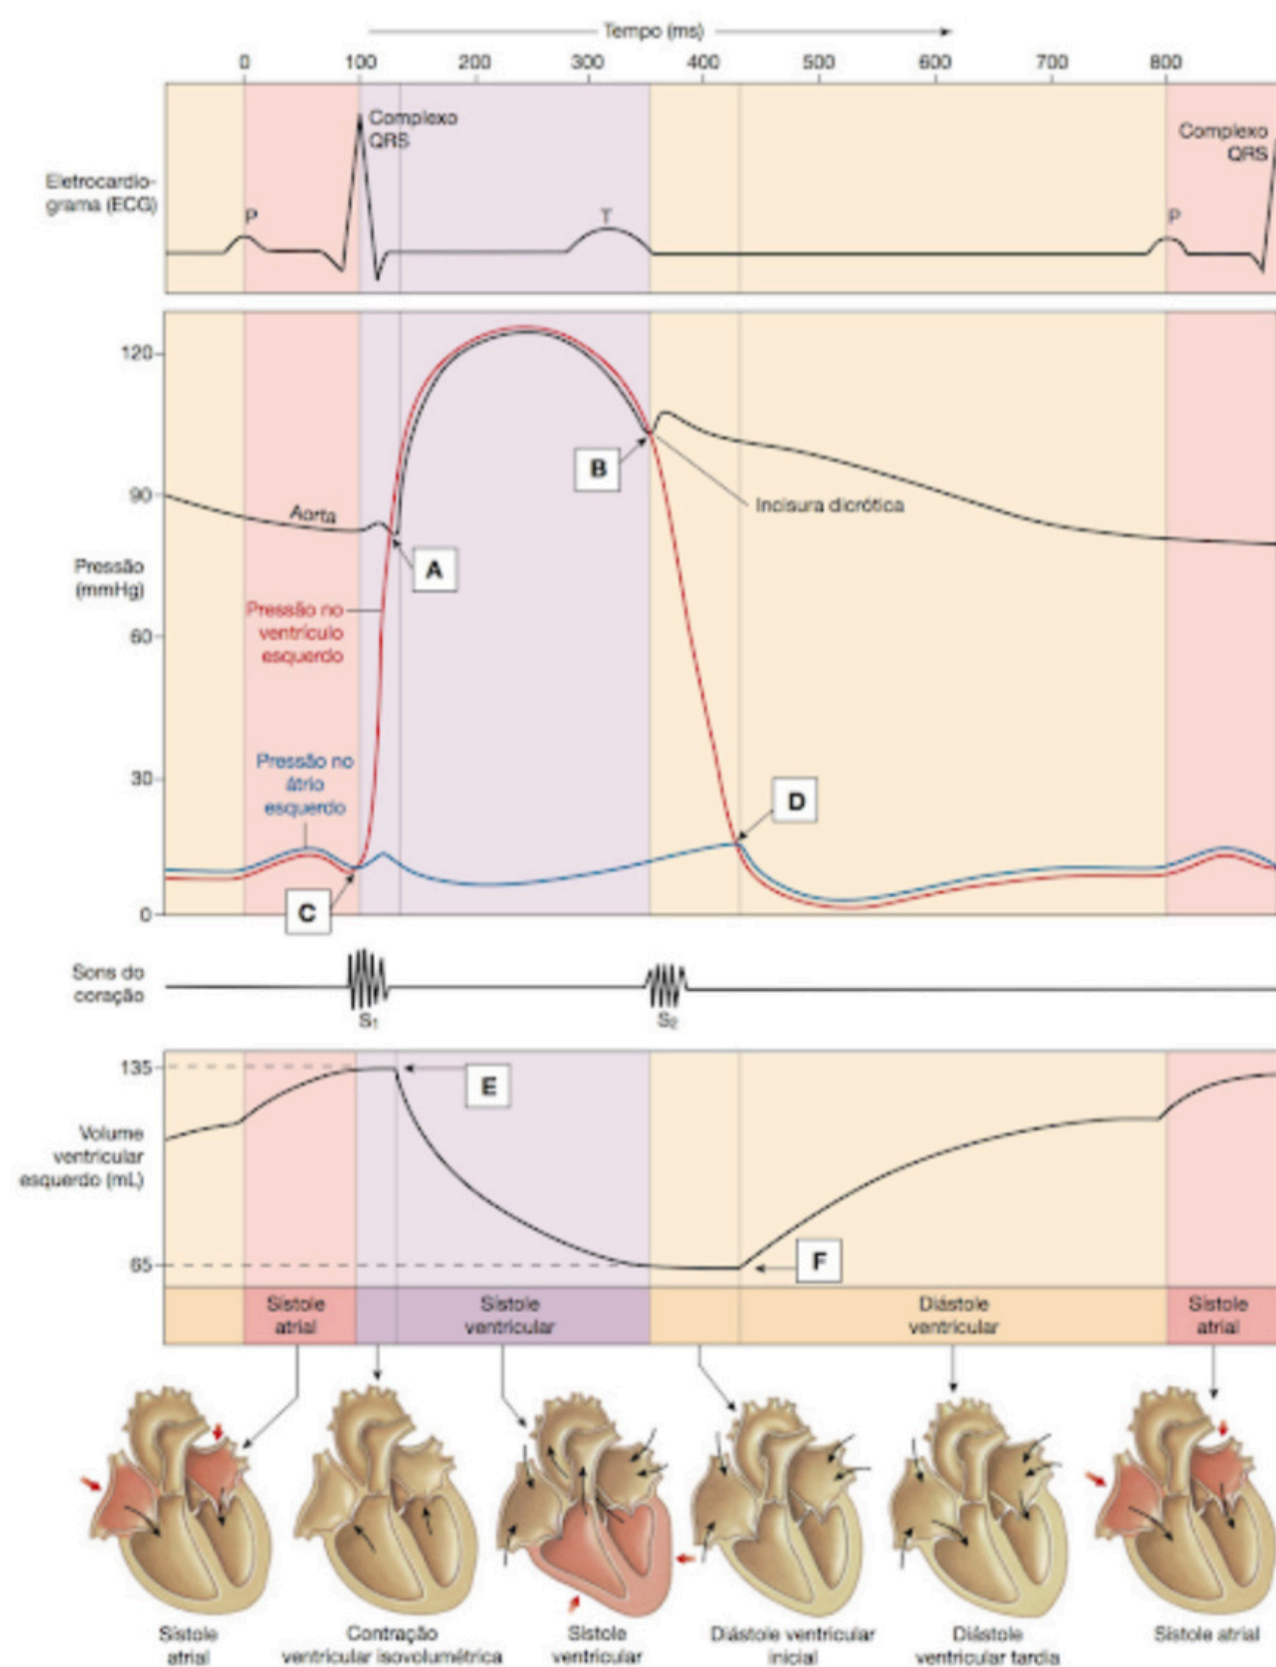 Tempo (ms)
0 100 200 300 400 500 600 700 800
Complexo
QRS
Complexo
QRS
Eletrocardio-
grama (ECG)
P
T
P
120
90
Aorta
B
Incisura dicrótica
A
Pressão
(mmHg)
Pressão no
ventrículo
esquerdo
60
Pressão no
átrio
esquerdo
30
D
C
0
Sons do
coração
S1
S2
135
E
Volume
ventricular
esquerdo (mL)
65
F
Sístole
atrial
Sístole
ventricular
Diástole
ventricular
Sístole
atrial
Sístole
atrial
Contração
ventricular isovolumétrica
Sístole
ventricular
Diástole ventricular
inicial
Diástole
ventricular tardia
Sístole atrial